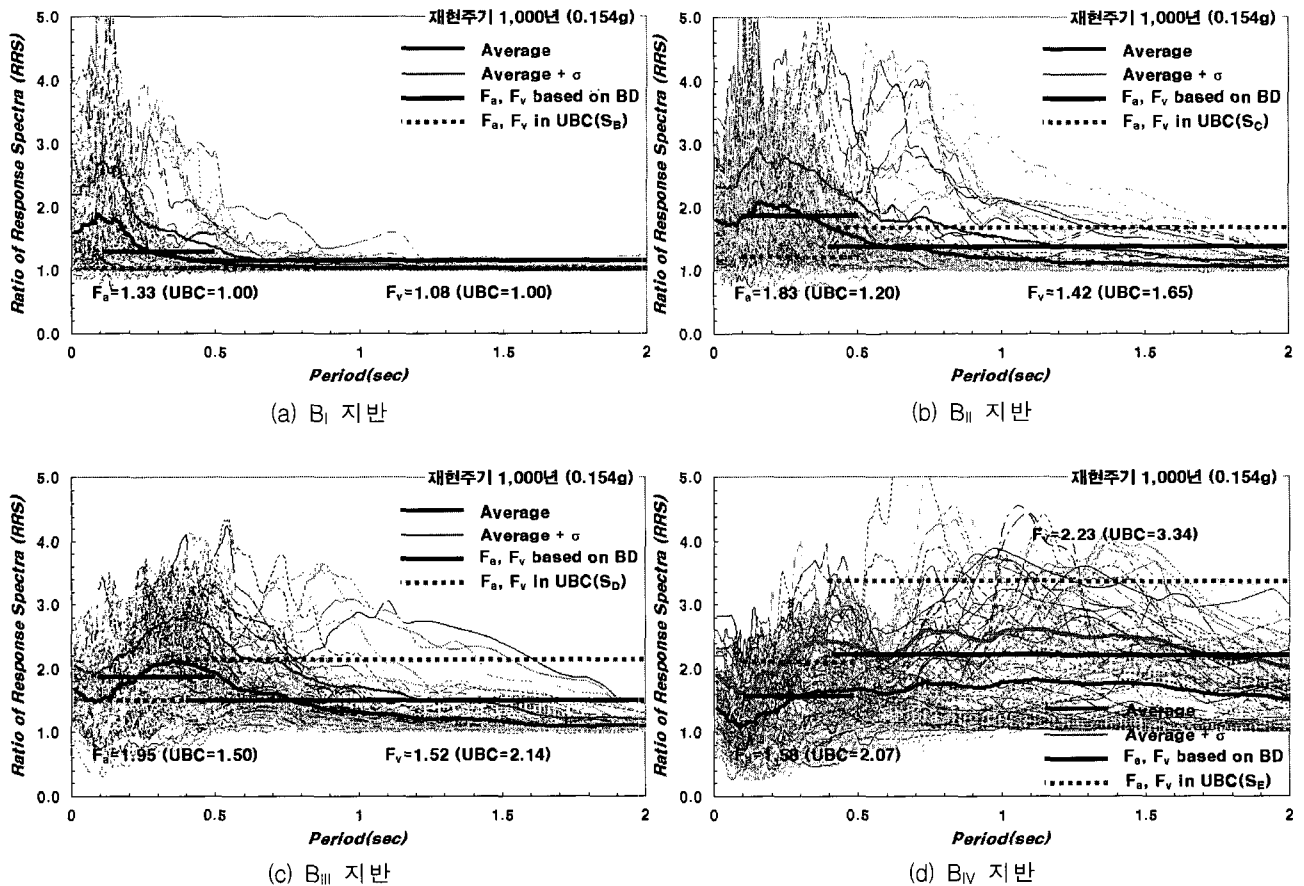 재현주기 1,000년 (0.154g)
Average
Average + σ
Fa, Fv based on BD
Fa, Fv in UBC(SB)
Ratio of Response Spectra (RRS)
5.0
4.0
3.0
2.0
1.0
0.0
Fa=1.33 (UBC=1.00)
Fv=1.08 (UBC=1.00)
0 0.5 1 1.5 2
Period(sec)
(a) BI 지반
재현주기 1,000년 (0.154g)
Average
Average + σ
Fa, Fv based on BD
Fa, Fv in UBC(SC)
Ratio of Response Spectra (RRS)
5.0
4.0
3.0
2.0
1.0
0.0
Fa=1.83 (UBC=1.20)
Fv=1.42 (UBC=1.65)
0 0.5 1 1.5 2
Period(sec)
(b) BII 지반
재현주기 1,000년 (0.154g)
Average
Average + σ
Fa, Fv based on BD
Fa, Fv in UBC(SD)
Ratio of Response Spectra (RRS)
5.0
4.0
3.0
2.0
1.0
0.0
Fa=1.95 (UBC=1.50)
Fv=1.52 (UBC=2.14)
0 0.5 1 1.5 2
Period(sec)
(c) BIII 지반
재현주기 1,000년 (0.154g)
Fv=2.23 (UBC=3.34)
Ratio of Response Spectra (RRS)
5.0
4.0
3.0
2.0
1.0
0.0
Fa=1.58 (UBC=2.07)
Average
Average + σ
Fa, Fv based on BD
Fa, Fv in UBC(SE)
0 0.5 1 1.5 2
Period(sec)
(d) BIV 지반